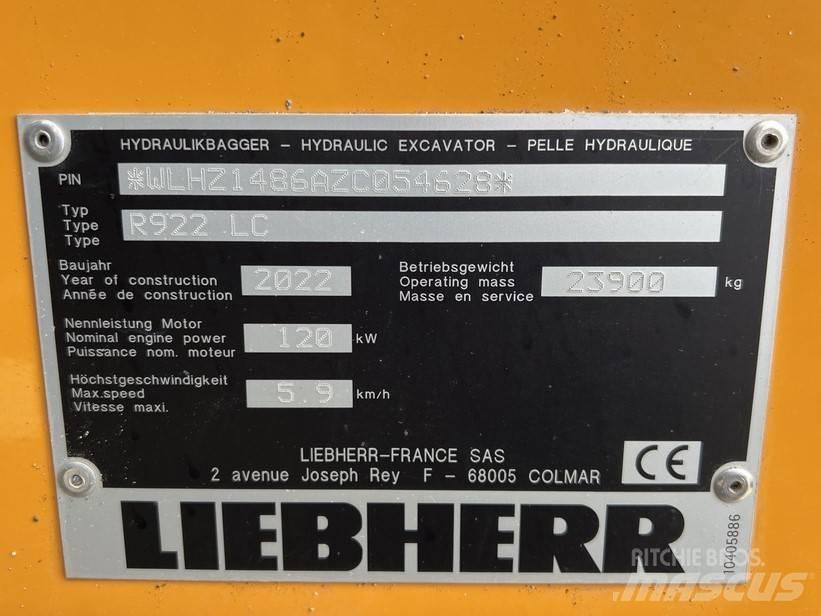 HYDRAULIKBAGGER – HYDRAULIC EXCAVATOR – PELLE HYDRAULIQUE
PIN *WLHZ1486AZC054628*
Typ
Type
Type
R922 LC
Baujahr
Year of construction
Année de construction
2022
Betriebsgewicht
Operating mass
Masse en service
23900 kg
Nennleistung Motor
Nominal engine power
Puissance nom. moteur
120 kW
Höchstgeschwindigkeit
Max.speed
Vitesse maxi.
5.9 km/h
LIEBHERR–FRANCE SAS
2 avenue Joseph Rey F – 68005 COLMAR
CE
LIEBHERR
10405886
RITCHIE BROS.
MASCUS